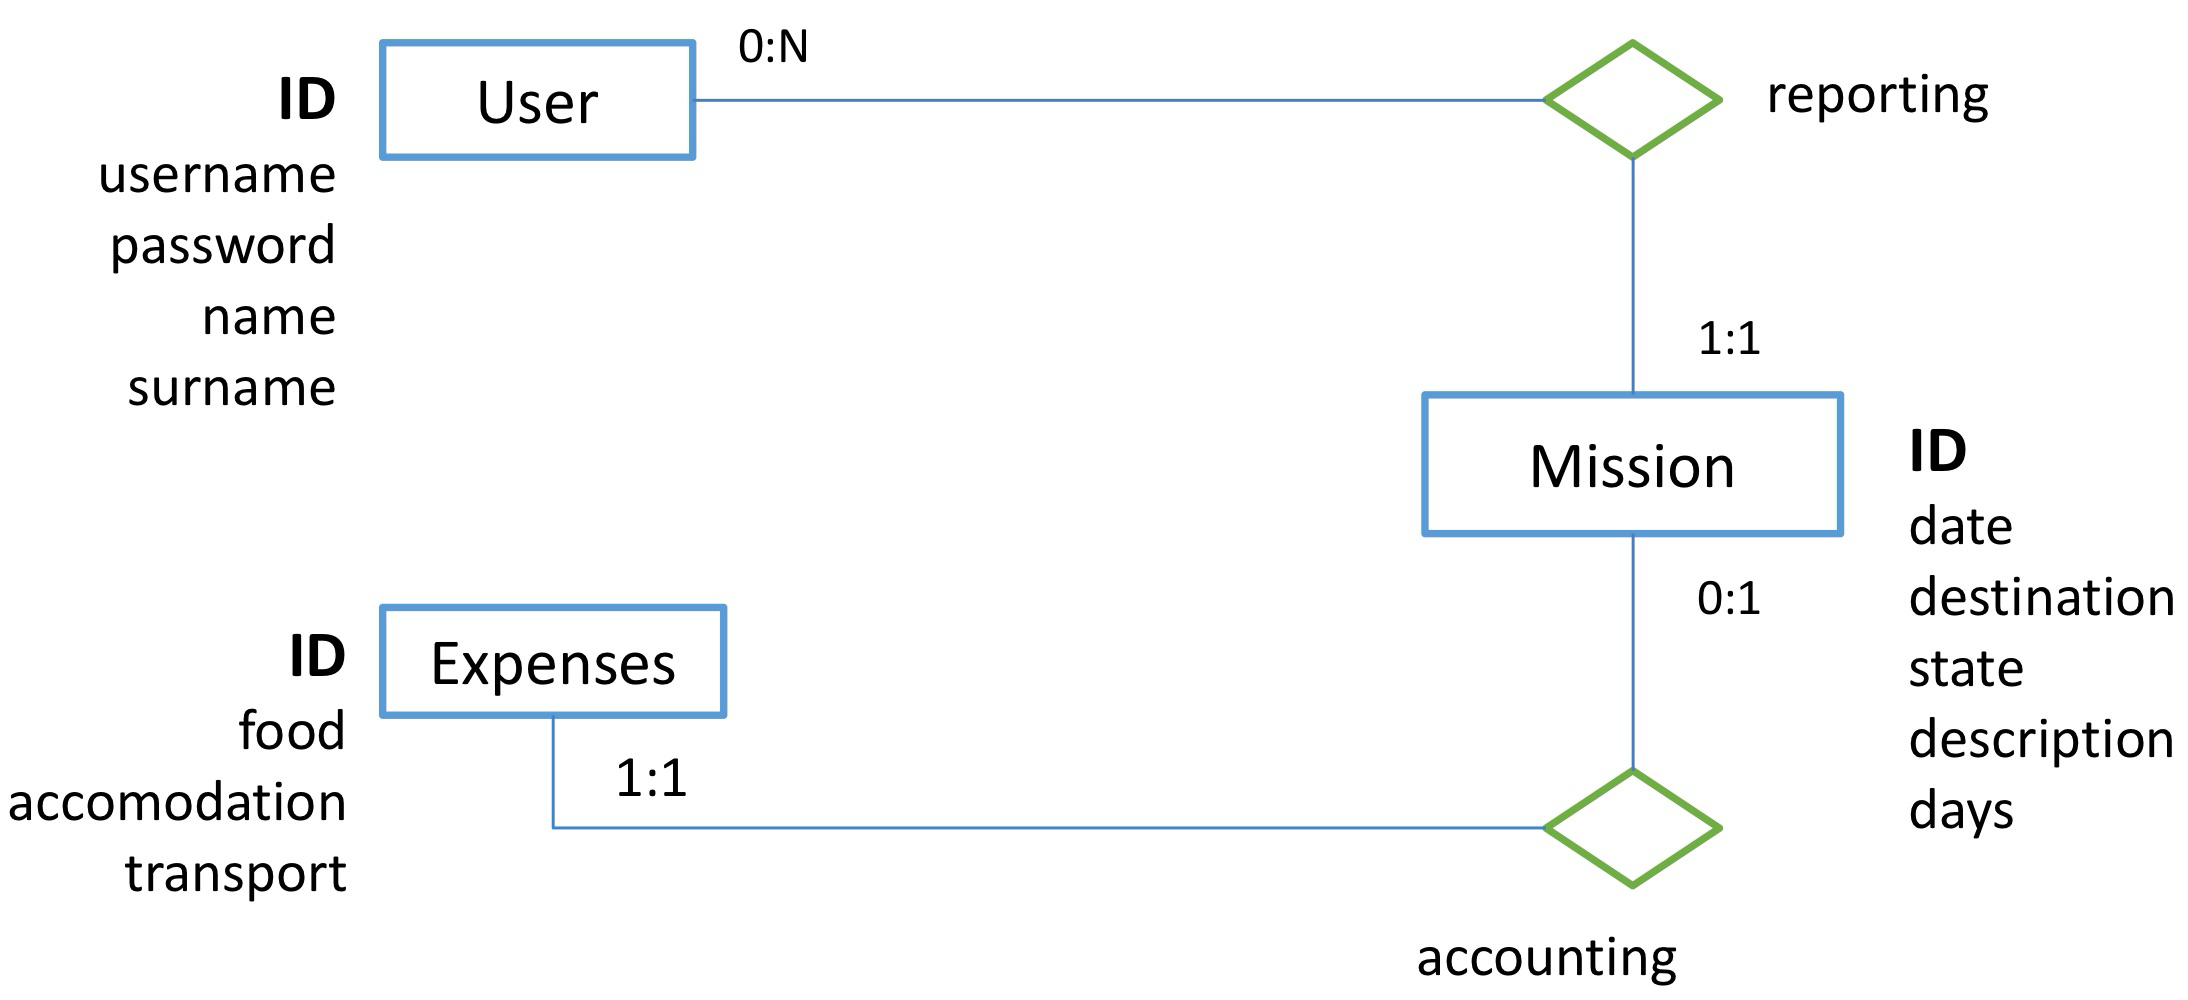 0:N
ID
User
reporting
username
password
name
surname
1:1
Mission
ID
date
destination
state
description
days
0:1
ID
Expenses
food
accomodation
transport
1:1
accounting